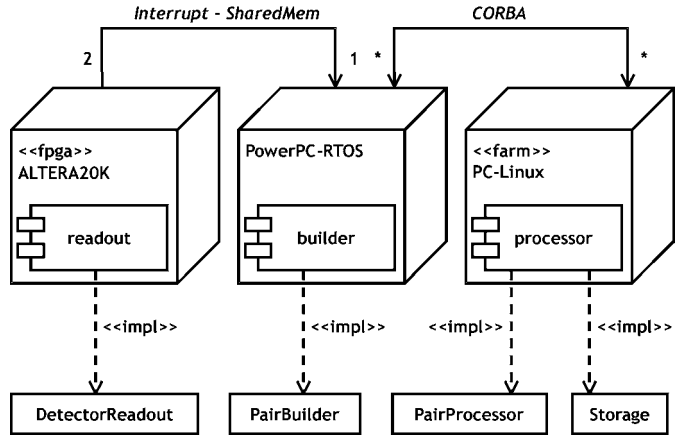 Interrupt - SharedMem
CORBA
2
1
*
*
<<fpga>>
ALTERA20K
PowerPC-RTOS
<<farm>>
PC-Linux
readout
builder
processor
<<impl>>
<<impl>>
<<impl>>
<<impl>>
DetectorReadout
PairBuilder
PairProcessor
Storage